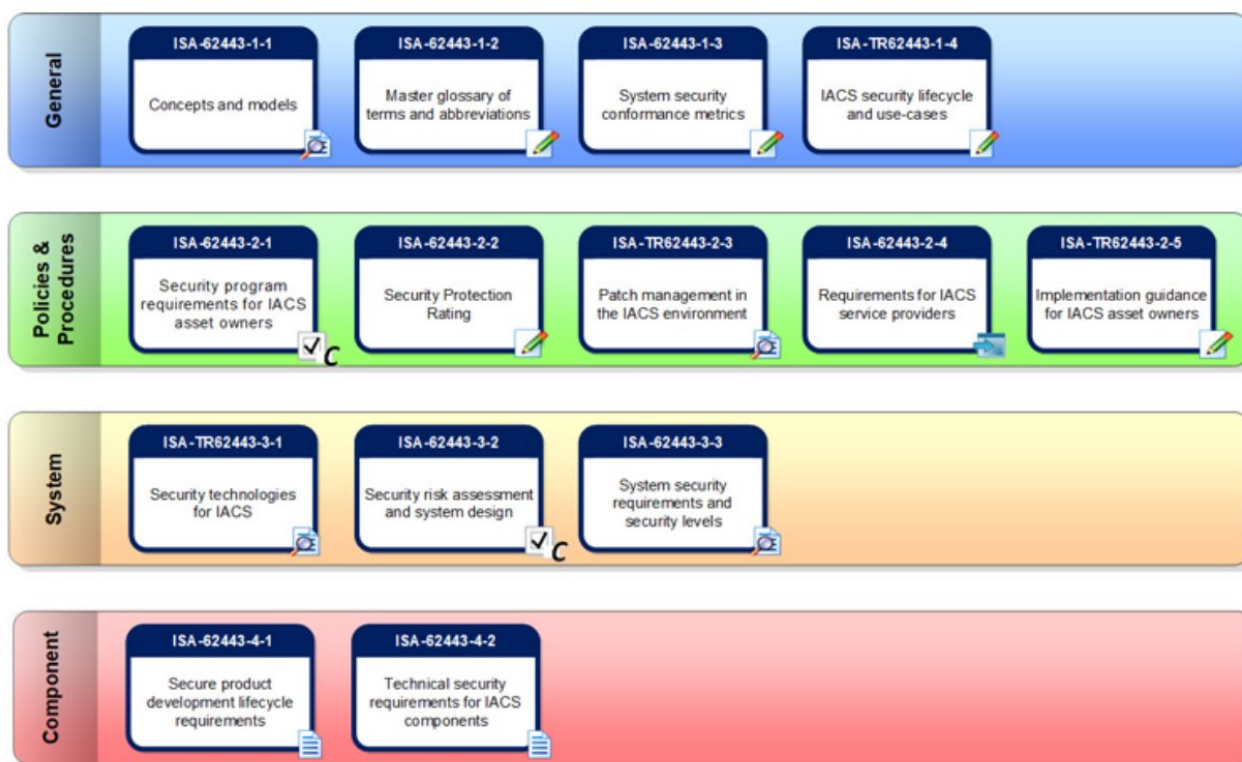 General
ISA-62443-1-1
Concepts and models
ISA-62443-1-2
Master glossary of
terms and abbreviations
ISA-62443-1-3
System security
conformance metrics
ISA-TR62443-1-4
IACS security lifecycle
and use-cases
Policies &
Procedures
ISA-62443-2-1
Security program
requirements for IACS
asset owners
C
ISA-62443-2-2
Security Protection
Rating
ISA-TR62443-2-3
Patch management in
the IACS environment
ISA-62443-2-4
Requirements for IACS
service providers
ISA-TR62443-2-5
Implementation guidance
for IACS asset owners
System
ISA-TR62443-3-1
Security technologies
for IACS
ISA-62443-3-2
Security risk assessment
and system design
C
ISA-62443-3-3
System security
requirements and
security levels
Component
ISA-62443-4-1
Secure product
development lifecycle
requirements
ISA-62443-4-2
Technical security
requirements for IACS
components